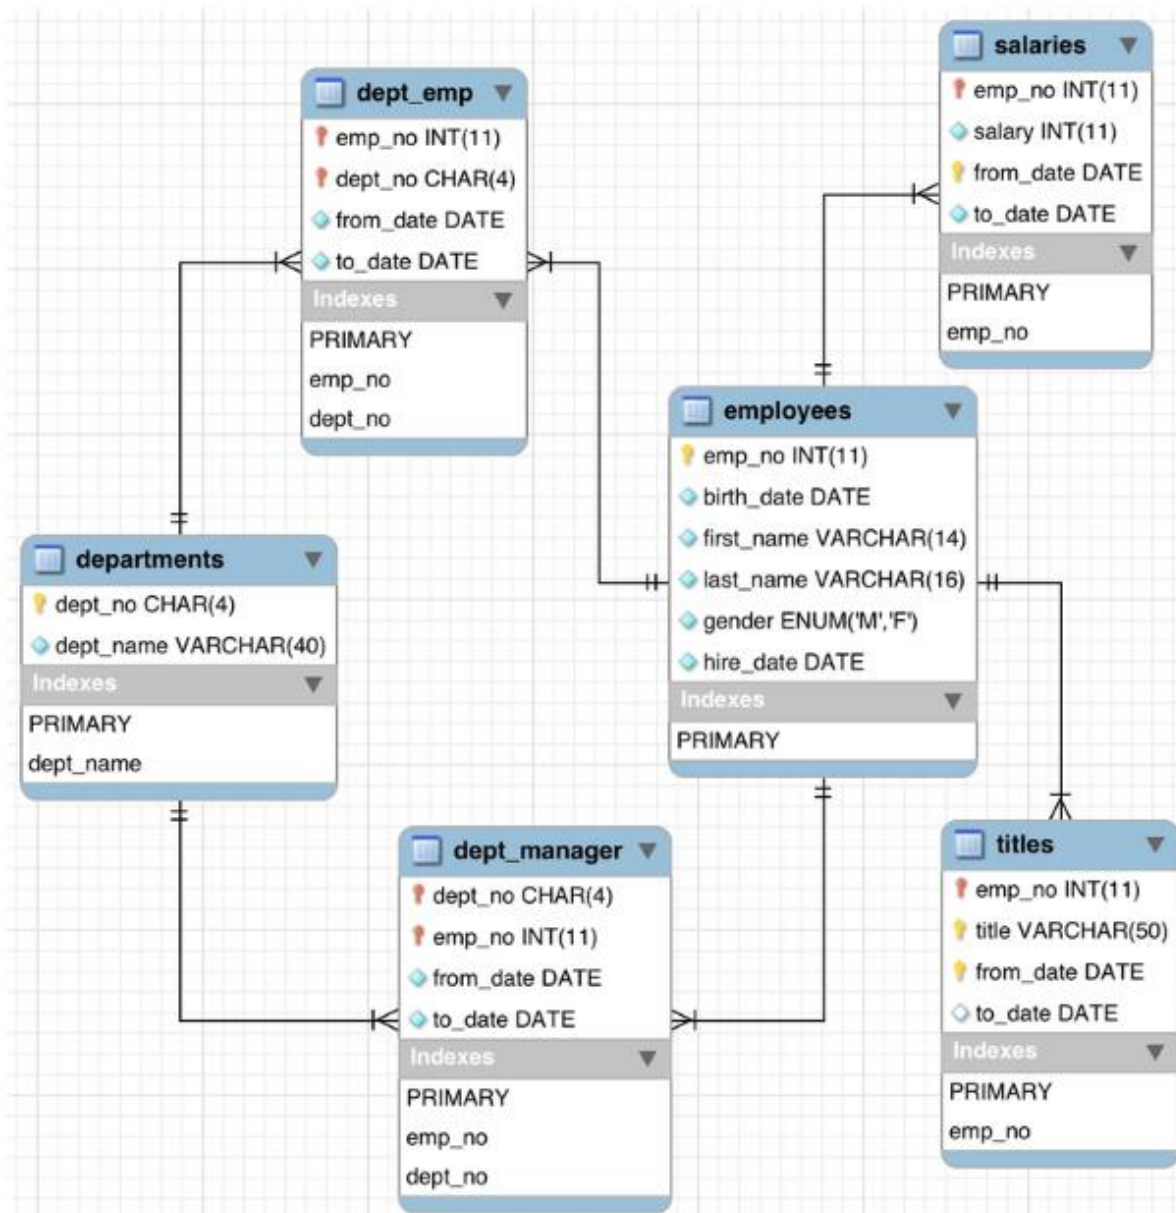 salaries
emp_no INT(11)
salary INT(11)
from_date DATE
to_date DATE
Indexes
PRIMARY
emp_no
dept_emp
emp_no INT(11)
dept_no CHAR(4)
from_date DATE
to_date DATE
Indexes
PRIMARY
emp_no
dept_no
employees
emp_no INT(11)
birth_date DATE
first_name VARCHAR(14)
last_name VARCHAR(16)
gender ENUM('M','F')
hire_date DATE
Indexes
PRIMARY
departments
dept_no CHAR(4)
dept_name VARCHAR(40)
Indexes
PRIMARY
dept_name
dept_manager
dept_no CHAR(4)
emp_no INT(11)
from_date DATE
to_date DATE
Indexes
PRIMARY
emp_no
dept_no
titles
emp_no INT(11)
title VARCHAR(50)
from_date DATE
to_date DATE
Indexes
PRIMARY
emp_no